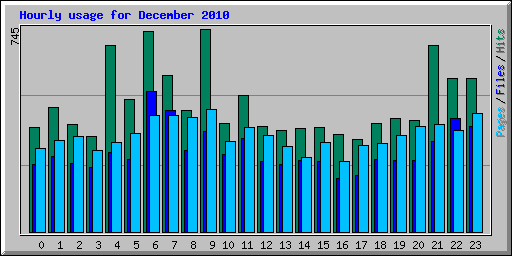 Hourly usage for December 2010
745
Pages / Files / Hits
0 1 2 3 4 5 6 7 8 9 10 11 12 13 14 15 16 17 18 19 20 21 22 23